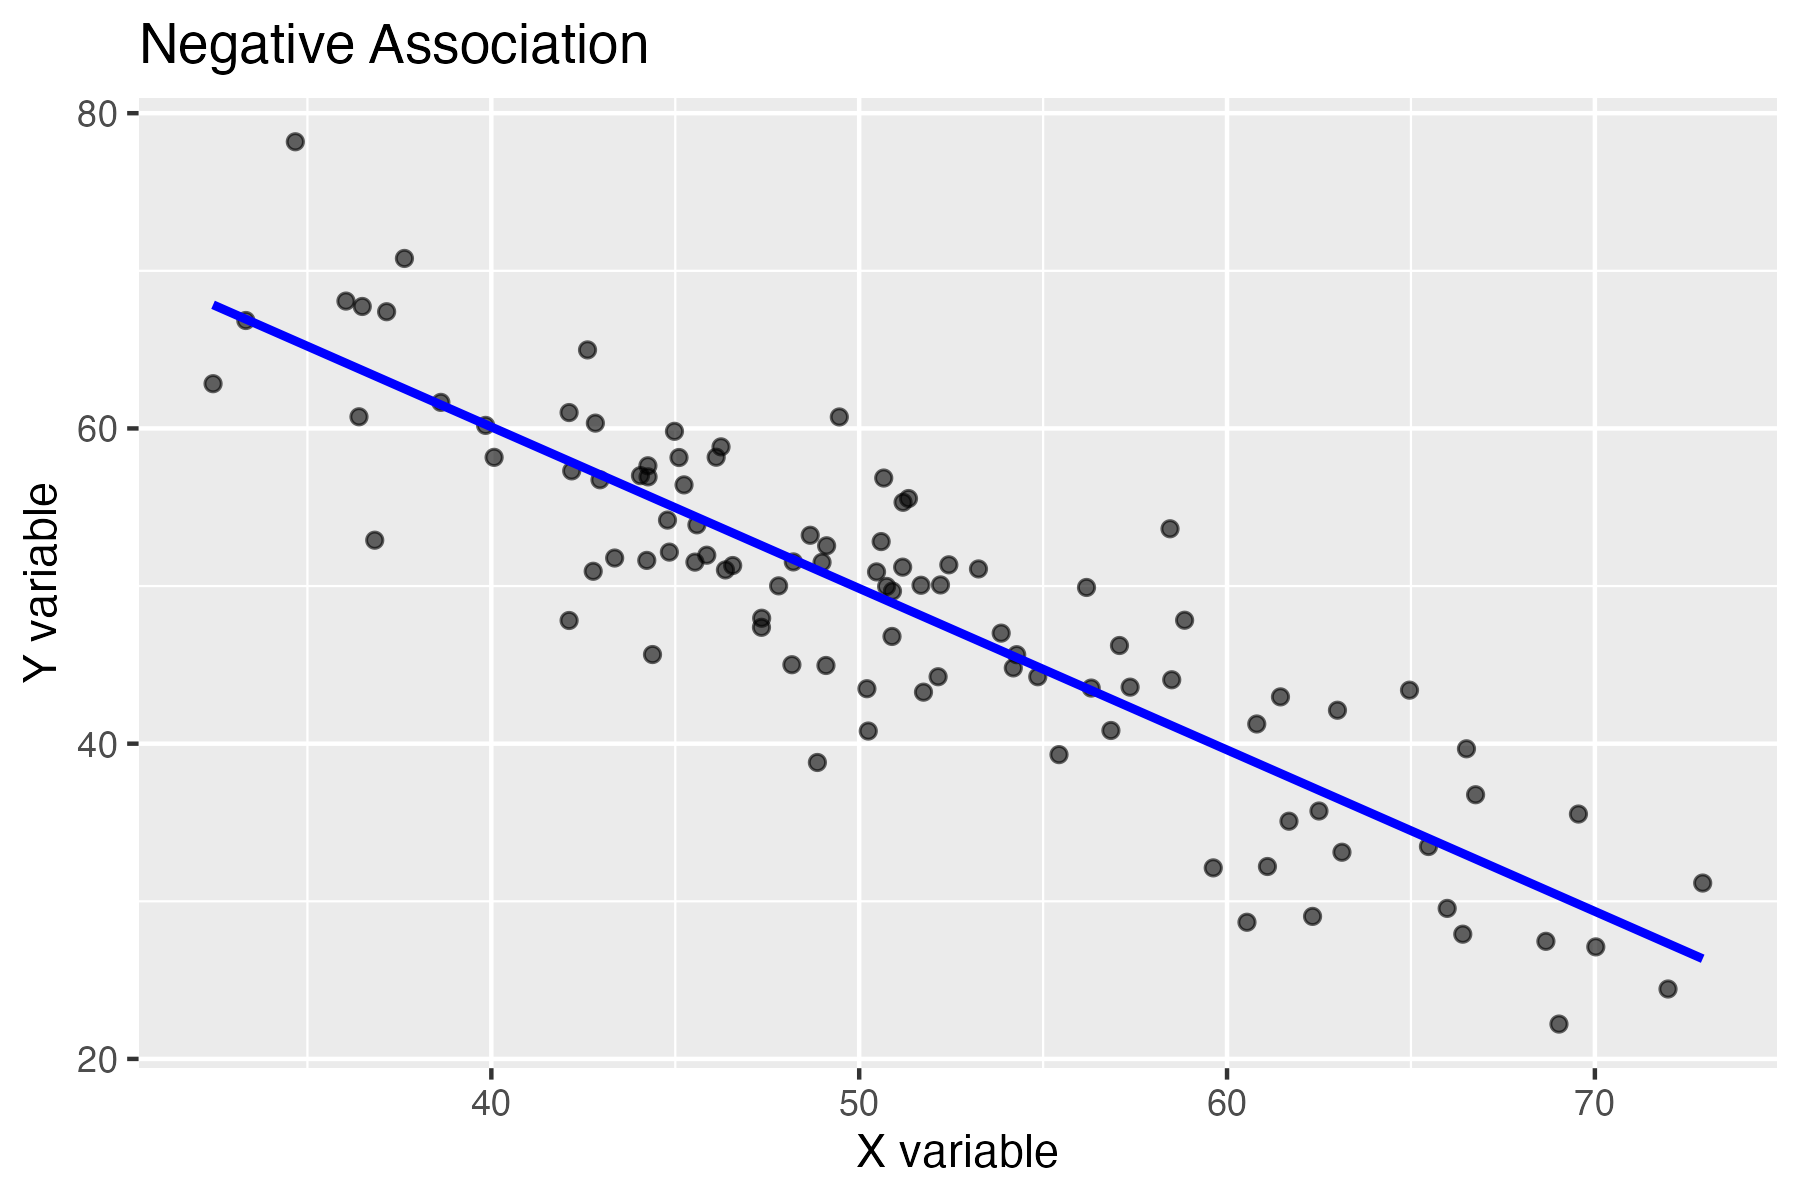 Negative Association
80
60
40
20
Y variable
40 50 60 70
X variable